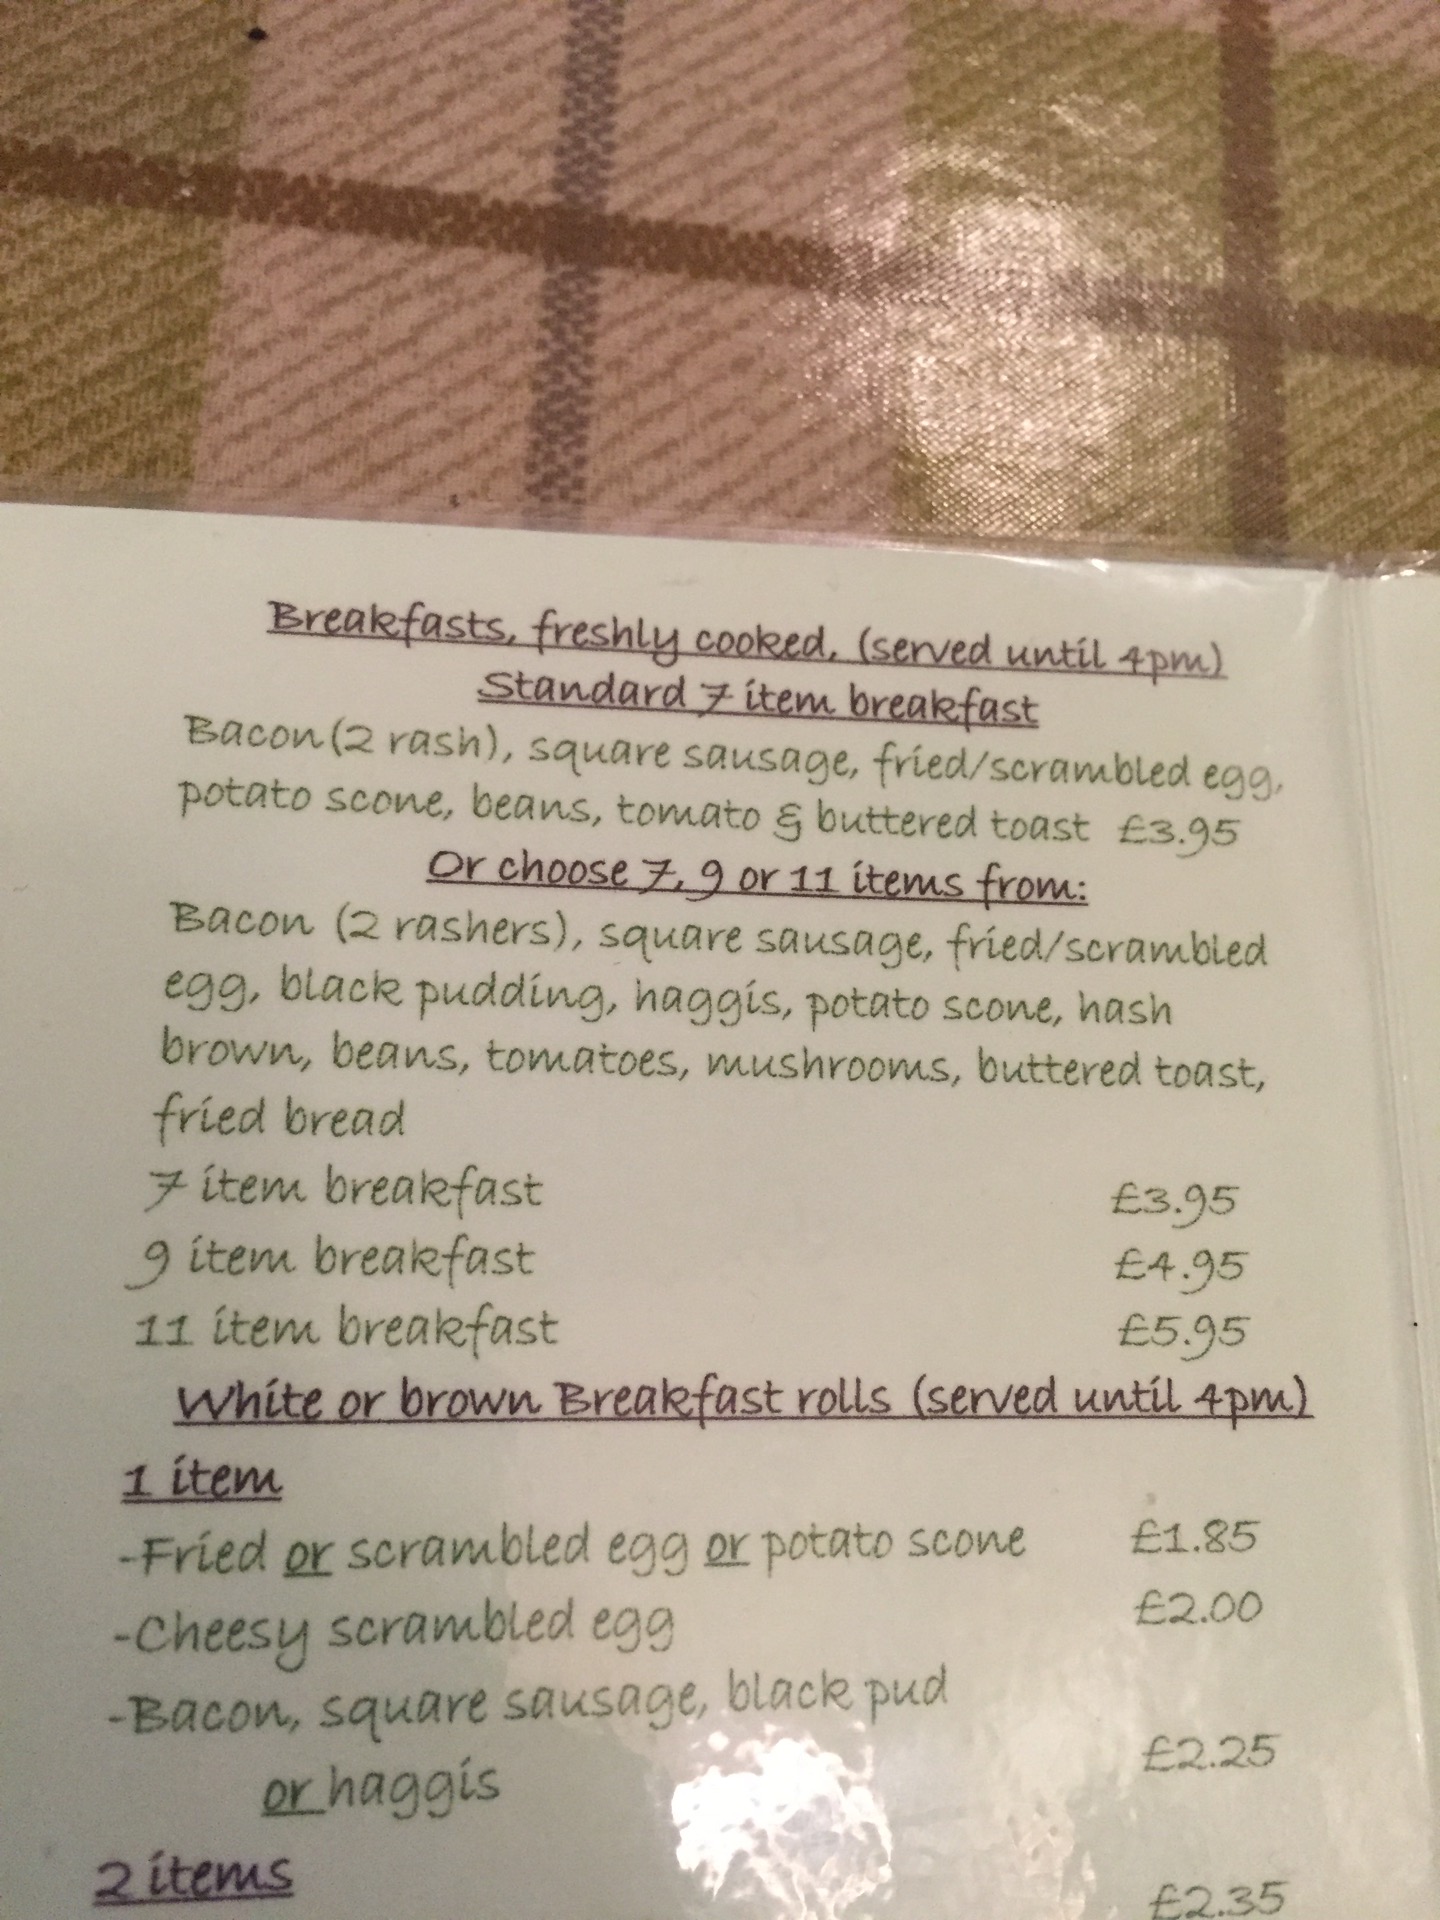 Breakfasts, freshly cooked, (served until 4pm)
Standard 7 item breakfast
Bacon (2 rash), square sausage, fried/scrambled egg,
potato scone, beans, tomato & buttered toast £3.95
Or choose 7, 9 or 11 items from:
Bacon (2 rashers), square sausage, fried/scrambled
egg, black pudding, haggis, potato scone, hash
brown, beans, tomatoes, mushrooms, buttered toast,
fried bread
7 item breakfast £3.95
9 item breakfast £4.95
11 item breakfast £5.95
White or brown Breakfast rolls (served until 4pm)
1 item
-Fried or scrambled egg or potato scone £1.85
-Cheesy scrambled egg £2.00
-Bacon, square sausage, black pud
or haggis £2.25
2 items £2.35